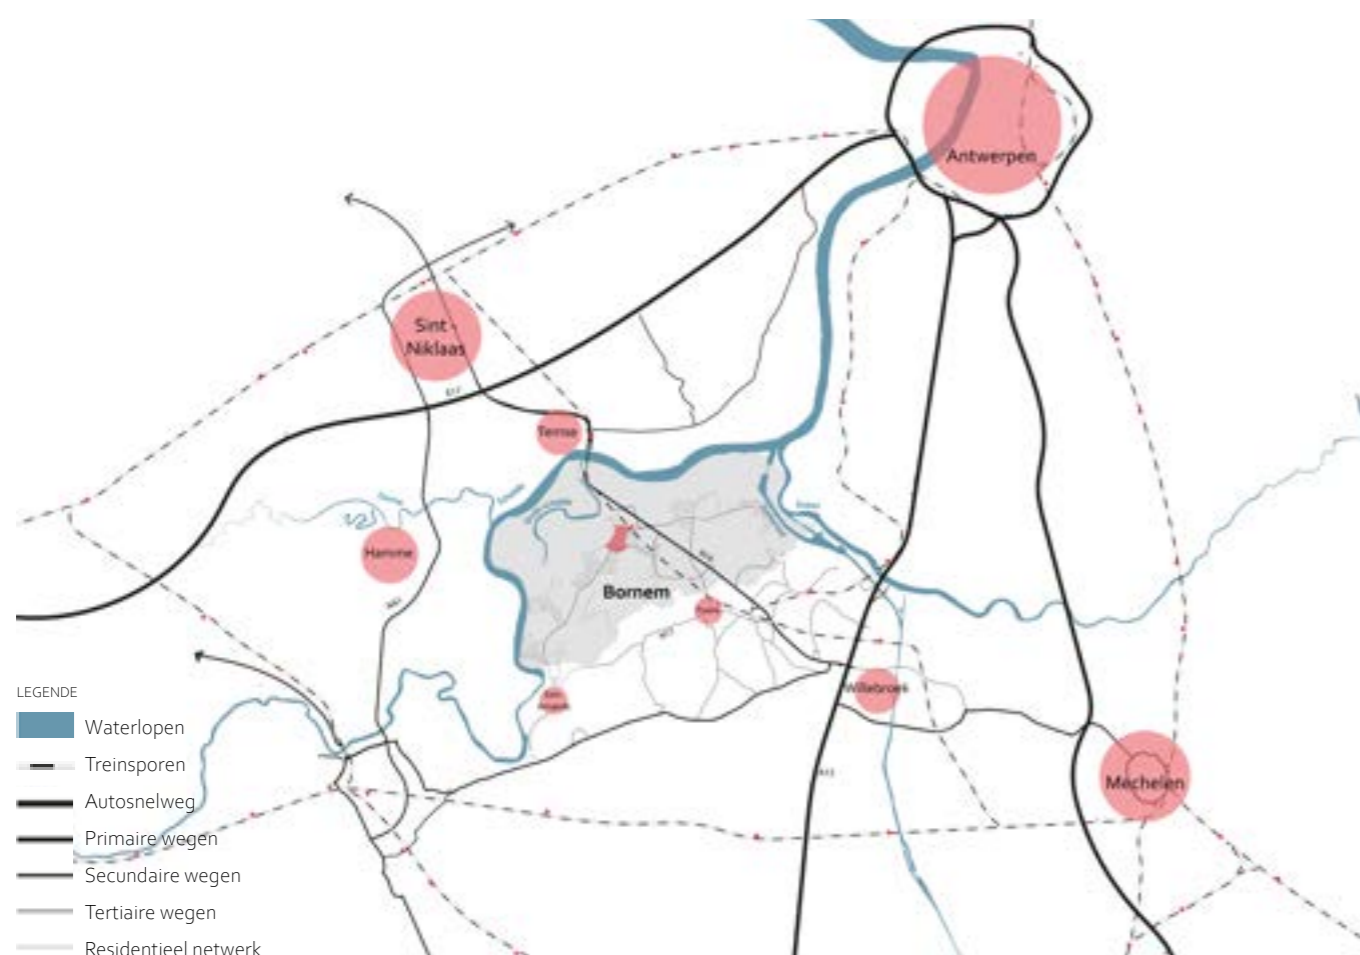 Antwerpen
Sint -
Niklaas
E17
Temse
Hamme
Bornem
Willebroek
Mechelen
LEGENDE
Waterlopen
Treinsporen
Autosnelweg
Primaire wegen
Secundaire wegen
Tertiaire wegen
Residentieel netwerk